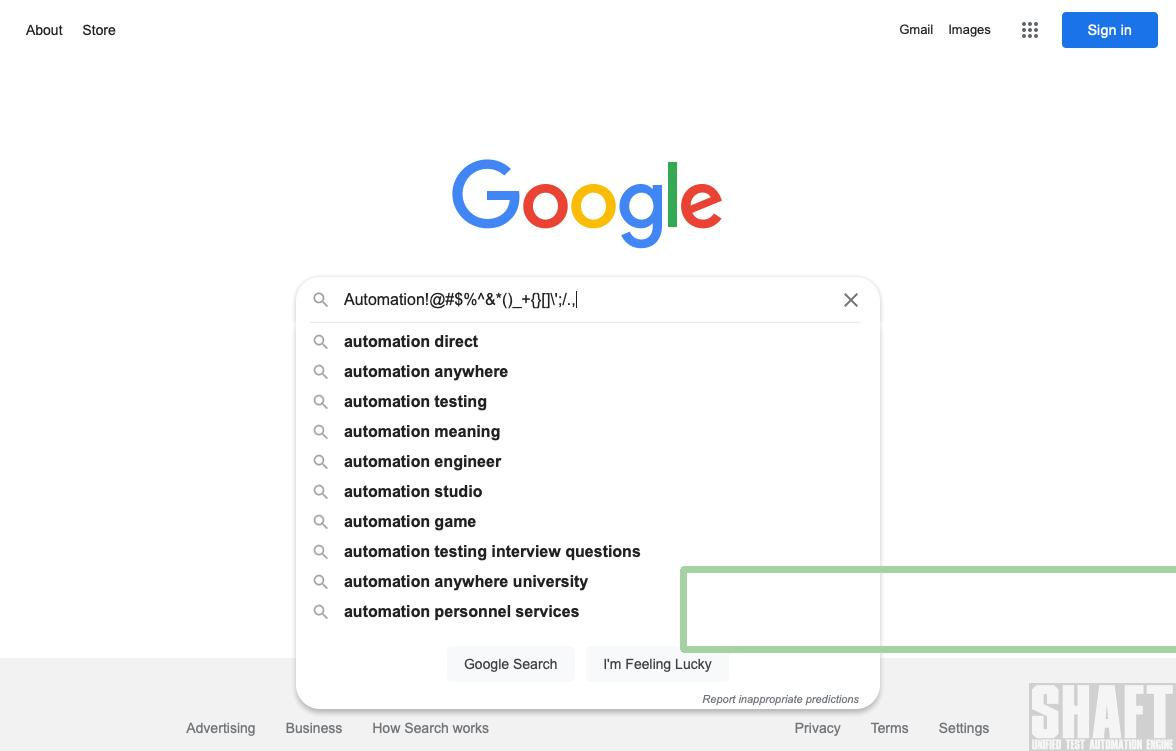 About Store Gmail Images Sign in
Google
Automation!@#$%^&*()_+{}[]\';/.,
automation direct
automation anywhere
automation testing
automation meaning
automation engineer
automation studio
automation game
automation testing interview questions
automation anywhere university
automation personnel services
Google Search I'm Feeling Lucky
Report inappropriate predictions
Advertising Business How Search works Privacy Terms Settings
SHAFT
UNIFIED TEST AUTOMATION ENGINE